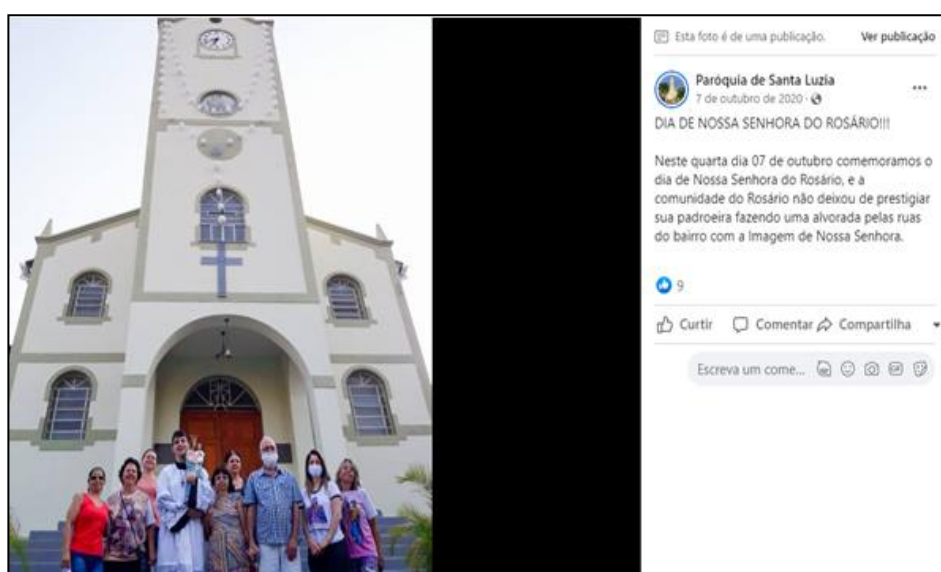 Esta foto é de uma publicação. Ver publicação
Paróquia de Santa Luzia
7 de outubro de 2020 ·
DIA DE NOSSA SENHORA DO ROSÁRIO!!!
Neste quarta dia 07 de outubro comemoramos o
dia de Nossa Senhora do Rosário, e a
comunidade do Rosário não deixou de prestigiar
sua padroeira fazendo uma alvorada pelas ruas
do bairro com a Imagem de Nossa Senhora.
9
Curtir Comentar Compartilha
Escreva um come... GIF